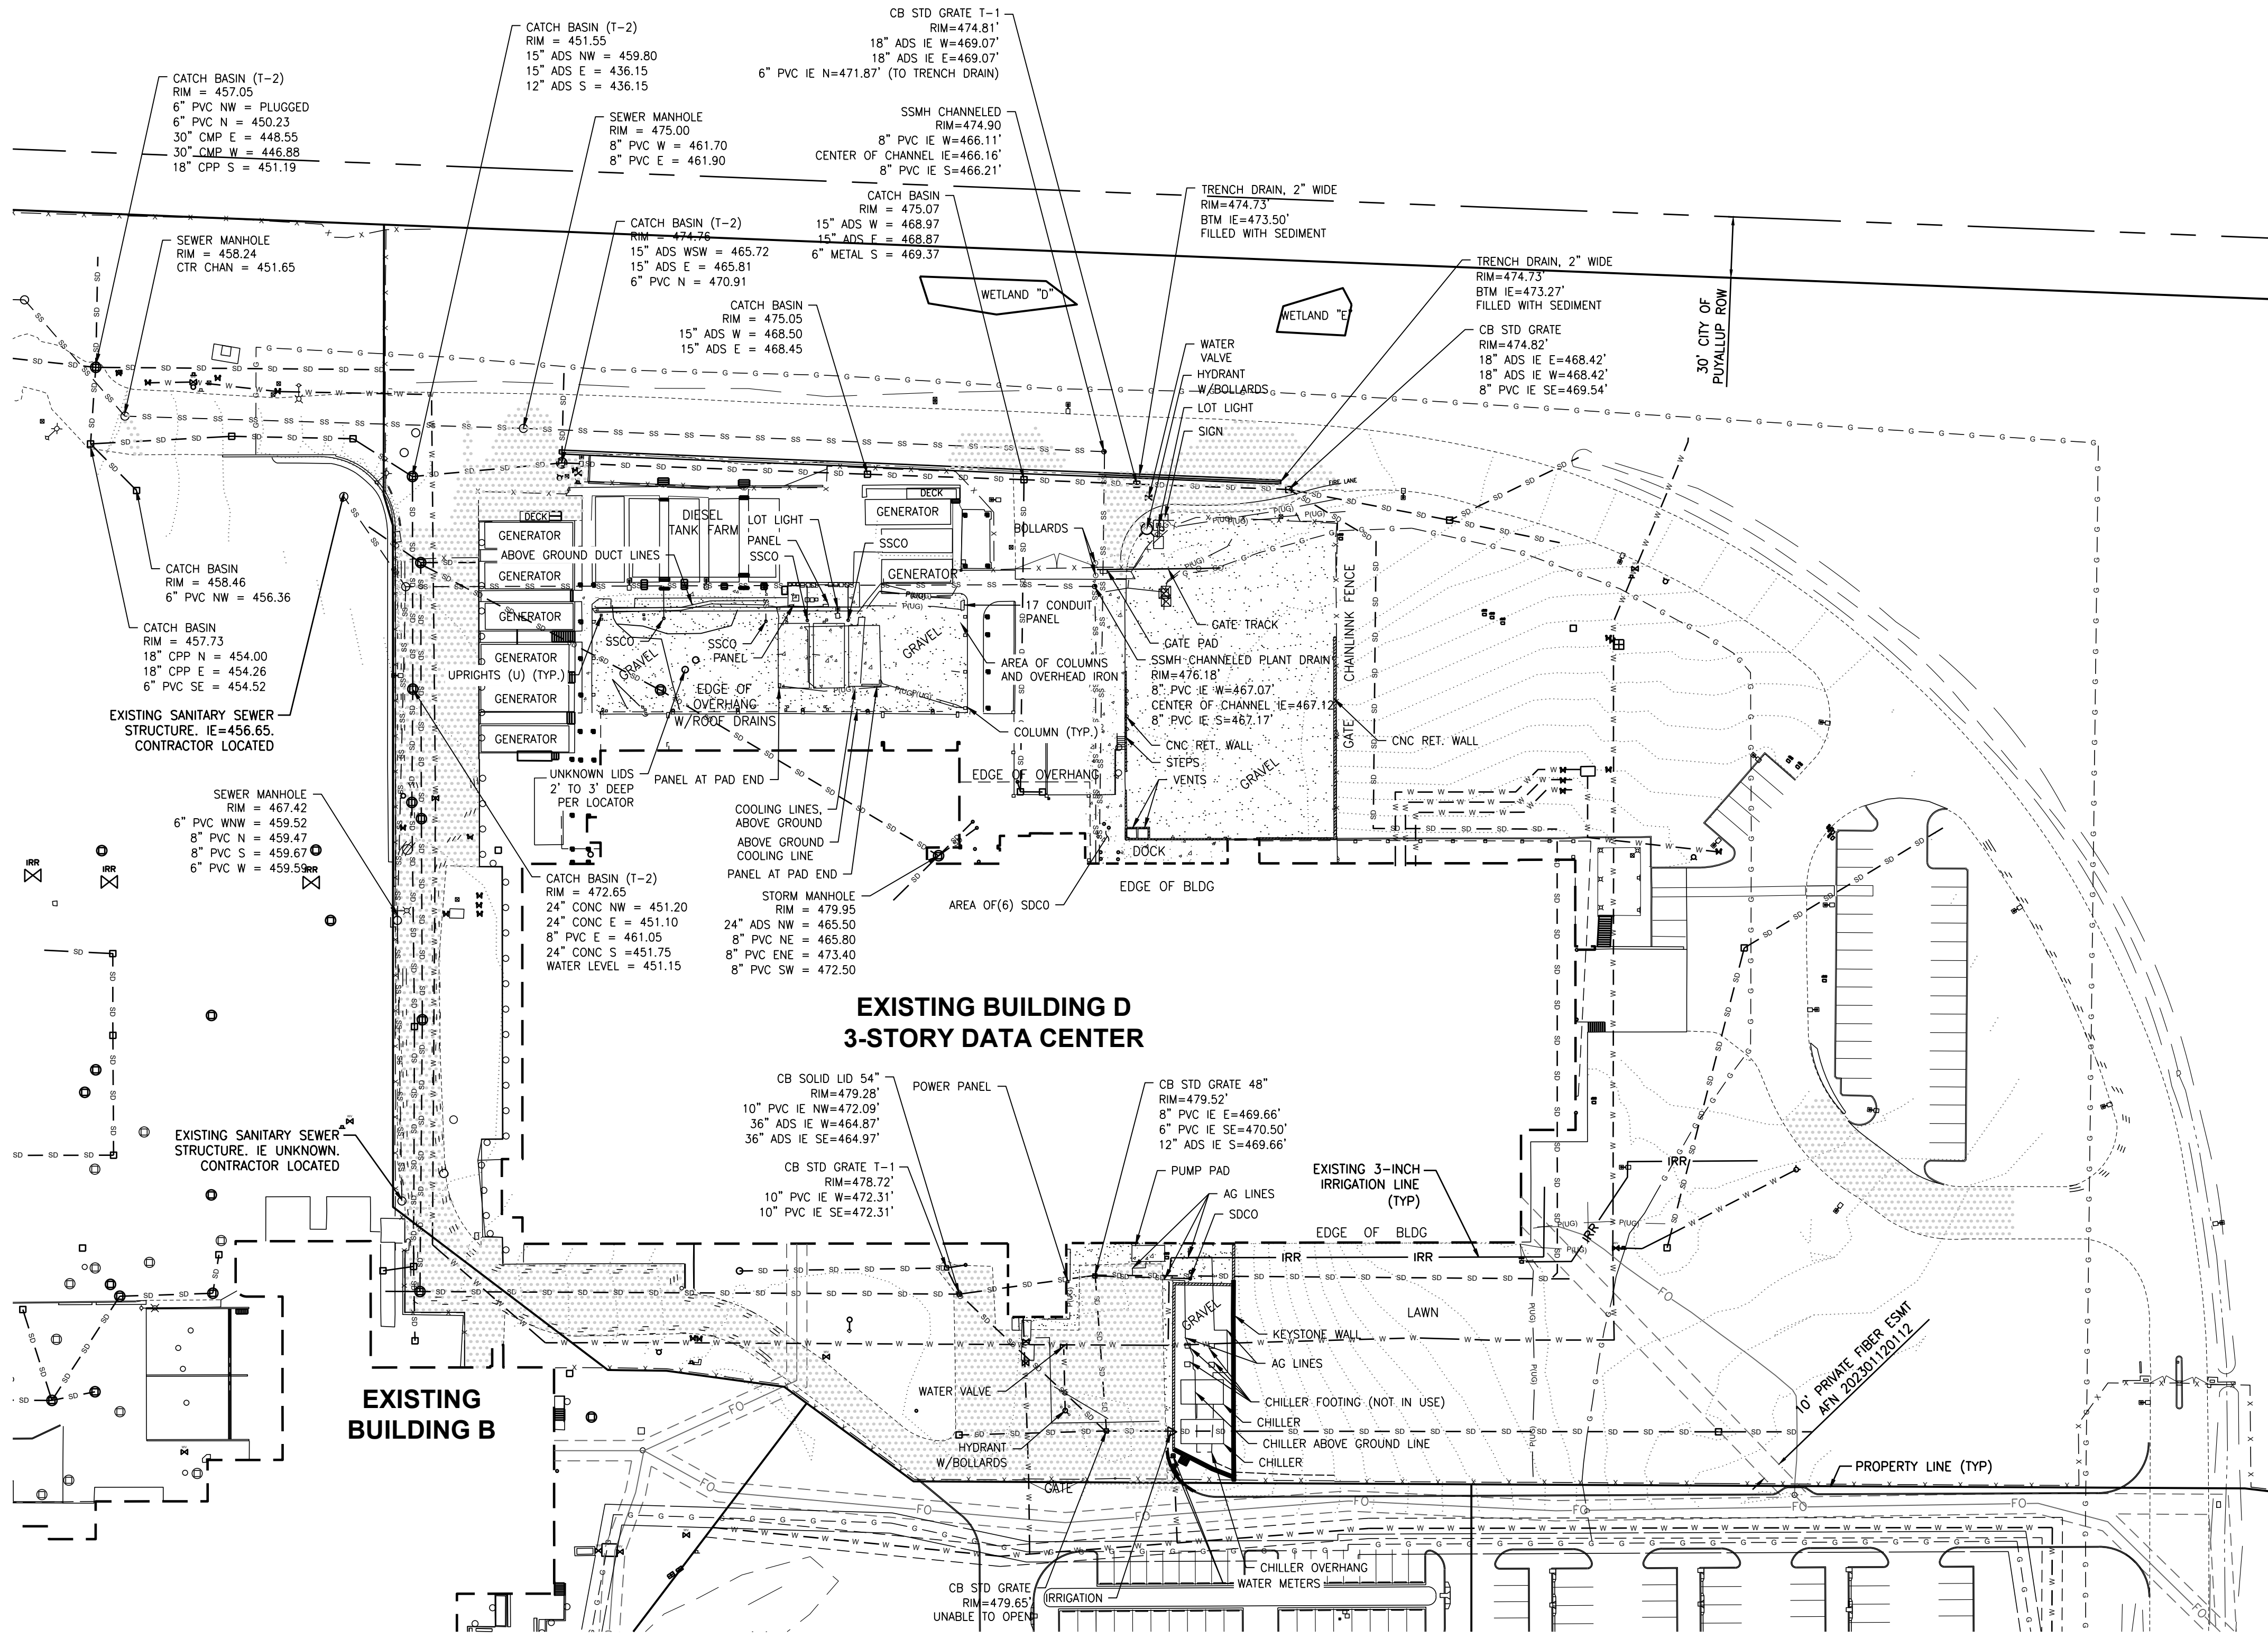 CATCH BASIN (T-2)
RIM = 457.05
6" PVC NW = PLUGGED
6" PVC N = 450.23
30" CMP E = 448.55
30" CMP W = 446.88
18" CPP S = 451.19
CATCH BASIN (T-2)
RIM = 451.55
15" ADS NW = 459.80
15" ADS E = 436.15
12" ADS S = 436.15
SEWER MANHOLE
RIM = 475.00
8" PVC W = 461.70
8" PVC E = 461.90
CB STD GRATE T-1
RIM=474.81'
18" ADS IE W=469.07'
18" ADS IE E=469.07'
6" PVC IE N=471.87' (TO TRENCH DRAIN)
SSMH CHANNELED
RIM=474.90
8" PVC IE W=466.11'
CENTER OF CHANNEL IE=466.16'
8" PVC IE S=466.21'
CATCH BASIN
RIM = 475.07
15" ADS W = 468.97
15" ADS E = 468.87
6" METAL S = 469.37
TRENCH DRAIN, 2" WIDE
RIM=474.73'
BTM IE=473.50'
FILLED WITH SEDIMENT
SEWER MANHOLE
RIM = 458.24
CTR CHAN = 451.65
CATCH BASIN (T-2)
RIM = 474.76
15" ADS WSW = 465.72
15" ADS E = 465.81
6" PVC N = 470.91
CATCH BASIN
RIM = 475.05
15" ADS W = 468.50
15" ADS E = 468.45
WETLAND "D"
WETLAND "E"
TRENCH DRAIN, 2" WIDE
RIM=474.73'
BTM IE=473.27'
FILLED WITH SEDIMENT
CB STD GRATE
RIM=474.82'
18" ADS IE E=468.42'
18" ADS IE W=468.42'
8" PVC IE SE=469.54'
30' CITY OF
PUYALLUP ROW
WATER
VALVE
HYDRANT
W/BOLLARDS
LOT LIGHT
SIGN
FIRE LANE
DECK
GENERATOR
GENERATOR
GENERATOR
GENERATOR
GENERATOR
GENERATOR
DIESEL
TANK FARM
ABOVE GROUND DUCT LINES
LOT LIGHT
PANEL
SSCO
DECK
GENERATOR
SSCO
GENERATOR
BOLLARDS
17 CONDUIT
PANEL
GATE TRACK
GATE PAD
AREA OF COLUMNS
AND OVERHEAD IRON
SSMH CHANNELED PLANT DRAIN
RIM=476.18'
8" PVC IE W=467.07'
CENTER OF CHANNEL IE=467.12'
8" PVC IE S=467.17'
CHAINLINNK FENCE
GATE
CNC RET. WALL
CNC RET. WALL
STEPS
VENTS
GRAVEL
COLUMN (TYP.)
GRAVEL
GRAVEL
SSCO
SSCO
PANEL
UPRIGHTS (U) (TYP.)
EDGE OF
OVERHANG
W/ROOF DRAINS
CATCH BASIN
RIM = 458.46
6" PVC NW = 456.36
CATCH BASIN
RIM = 457.73
18" CPP N = 454.00
18" CPP E = 454.26
6" PVC SE = 454.52
EXISTING SANITARY SEWER
STRUCTURE. IE=456.65.
CONTRACTOR LOCATED
SEWER MANHOLE
RIM = 467.42
6" PVC WNW = 459.52
8" PVC N = 459.47
8" PVC S = 459.67
6" PVC W = 459.59
IRR
IRR
IRR
UNKNOWN LIDS
2' TO 3' DEEP
PER LOCATOR
PANEL AT PAD END
COOLING LINES,
ABOVE GROUND
ABOVE GROUND
COOLING LINE
PANEL AT PAD END
EDGE OF OVERHANG
DOCK
EDGE OF BLDG
AREA OF(6) SDCO
CATCH BASIN (T-2)
RIM = 472.65
24" CONC NW = 451.20
24" CONC E = 451.10
8" PVC E = 461.05
24" CONC S =451.75
WATER LEVEL = 451.15
STORM MANHOLE
RIM = 479.95
24" ADS NW = 465.50
8" PVC NE = 465.80
8" PVC ENE = 473.40
8" PVC SW = 472.50
EXISTING BUILDING D
3-STORY DATA CENTER
EXISTING SANITARY SEWER
STRUCTURE. IE UNKNOWN.
CONTRACTOR LOCATED
CB SOLID LID 54"
RIM=479.28'
10" PVC IE NW=472.09'
36" ADS IE W=464.87'
36" ADS IE SE=464.97'
POWER PANEL
CB STD GRATE 48"
RIM=479.52'
8" PVC IE E=469.66'
6" PVC IE SE=470.50'
12" ADS IE S=469.66'
CB STD GRATE T-1
RIM=478.72'
10" PVC IE W=472.31'
10" PVC IE SE=472.31'
PUMP PAD
AG LINES
SDCO
EXISTING 3-INCH
IRRIGATION LINE
(TYP)
EDGE OF BLDG
IRR
IRR
IRR
IRR
LAWN
GRAVEL
KEYSTONE WALL
AG LINES
CHILLER FOOTING (NOT IN USE)
CHILLER
CHILLER ABOVE GROUND LINE
CHILLER
10' PRIVATE FIBER ESMT
AFN 202301120112
PROPERTY LINE (TYP)
EXISTING
BUILDING B
WATER VALVE
HYDRANT
W/BOLLARDS
GATE
CB STD GRATE
RIM=479.65'
UNABLE TO OPEN
IRRIGATION
CHILLER OVERHANG
WATER METERS